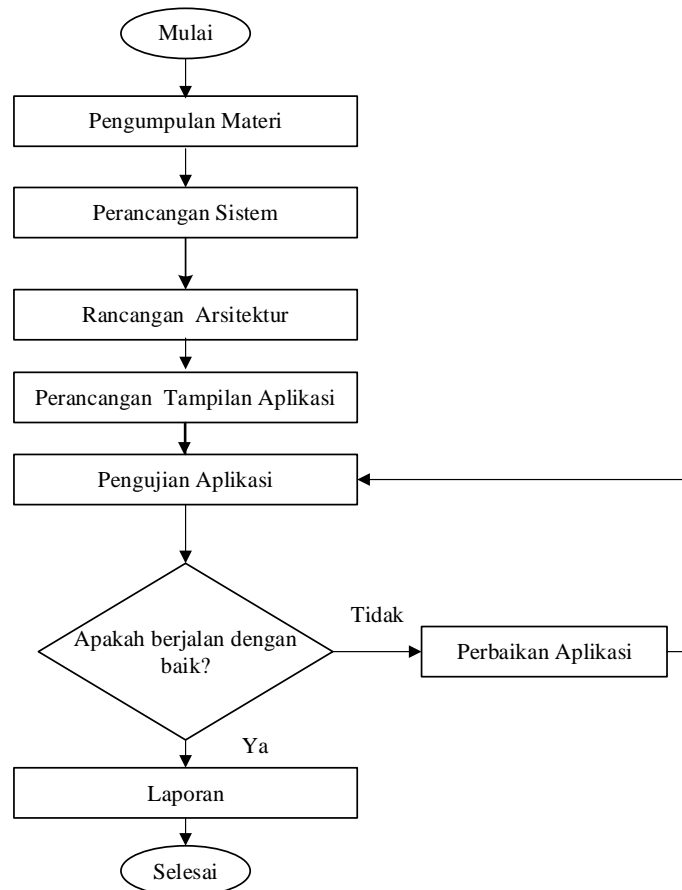 Mulai
Pengumpulan Materi
Perancangan Sistem
Rancangan Arsitektur
Perancangan Tampilan Aplikasi
Pengujian Aplikasi
Apakah berjalan dengan
baik?
Tidak
Perbaikan Aplikasi
Ya
Laporan
Selesai